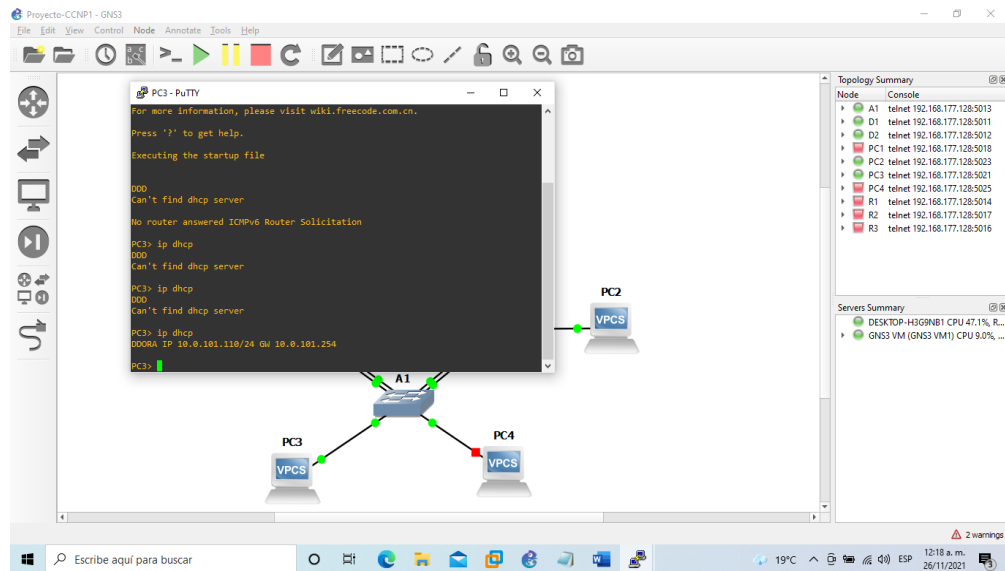 Proyecto-CCNP1 - GNS3
File Edit View Control Node Annotate Tools Help
PC3 - PuTTY
For more information, please visit wiki.freecode.com.cn.
Press '?' to get help.
Executing the startup file
DDD
Can't find dhcp server
No router answered ICMPv6 Router Solicitation
PC3> ip dhcp
DDD
Can't find dhcp server
PC3> ip dhcp
DDD
Can't find dhcp server
PC3> ip dhcp
DDORA IP 10.0.101.110/24 GW 10.0.101.254
PC3>
PC2
VPCS
A1
PC3
VPCS
PC4
VPCS
Topology Summary
Node Console
A1 telnet 192.168.177.128:5013
D1 telnet 192.168.177.128:5011
D2 telnet 192.168.177.128:5012
PC1 telnet 192.168.177.128:5018
PC2 telnet 192.168.177.128:5023
PC3 telnet 192.168.177.128:5021
PC4 telnet 192.168.177.128:5025
R1 telnet 192.168.177.128:5014
R2 telnet 192.168.177.128:5017
R3 telnet 192.168.177.128:5016
Servers Summary
DESKTOP-H3G9NB1 CPU 47.1%, R...
GNS3 VM (GNS3 VM1) CPU 9.0%, ...
2 warnings
Escribe aquí para buscar
19°C
ESP
12:18 a. m.
26/11/2021
3